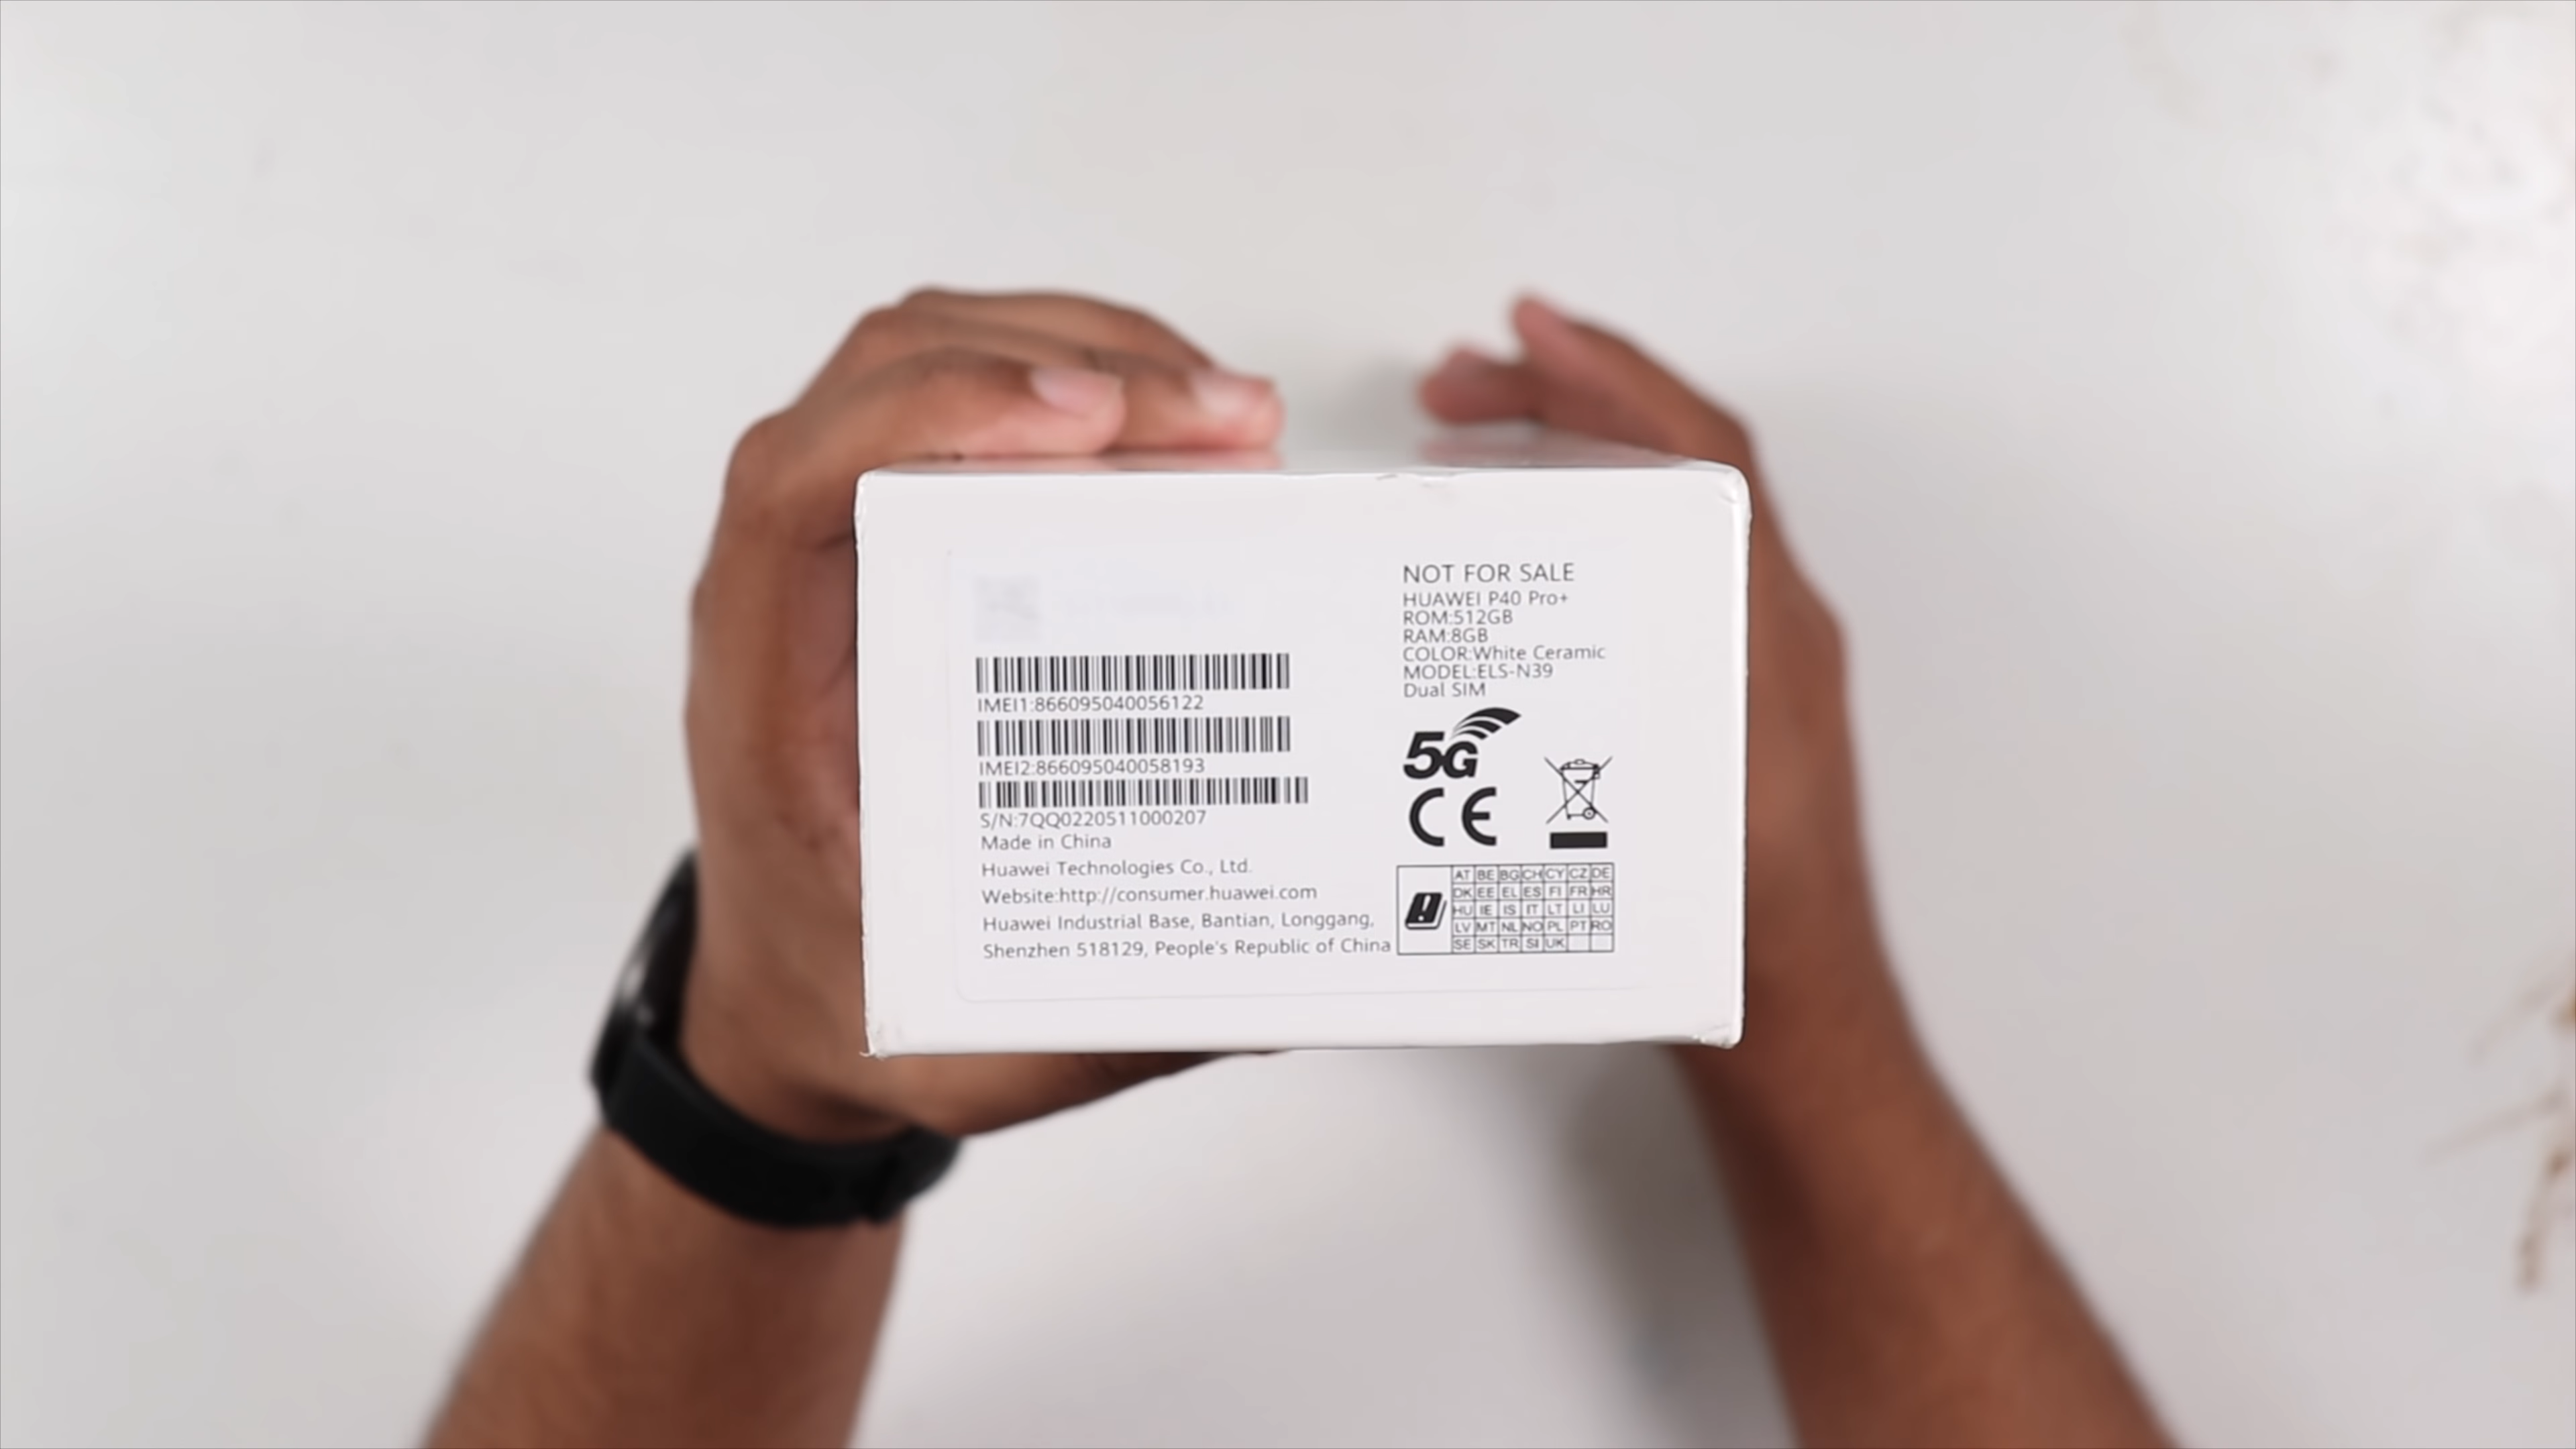 IMEI1:866095040056122
IMEI2:866095040058193
S/N:7QQ0220511000207
Made in China
Huawei Technologies Co., Ltd.
Website:http://consumer.huawei.com
Huawei Industrial Base, Bantian, Longgang,
Shenzhen 518129, People's Republic of China
NOT FOR SALE
HUAWEI P40 Pro+
ROM:512GB
RAM:8GB
COLOR:White Ceramic
MODEL:ELS-N39
Dual SIM
5G
CE
AT BE BG CH CY CZ DE
DK EE EL ES FI FR HR
HU IE IS IT LT LI LU
LV MT NL NO PL PT RO
SE SK TR SI UK